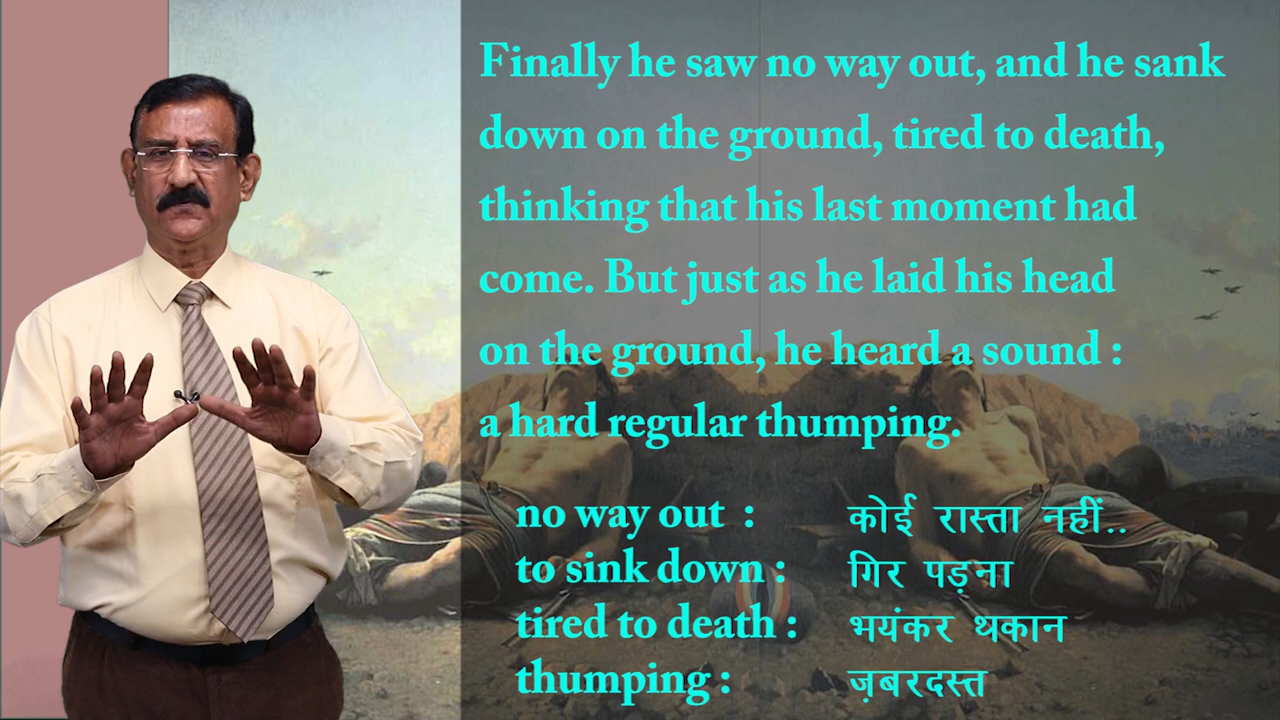 Finally he saw no way out, and he sank
down on the ground, tired to death,
thinking that his last moment had
come. But just as he laid his head
on the ground, he heard a sound :
a hard regular thumping.
no way out : कोई रास्ता नहीं..
to sink down : गिर पड़ना
tired to death : भयंकर थकान
thumping : ज़बरदस्त